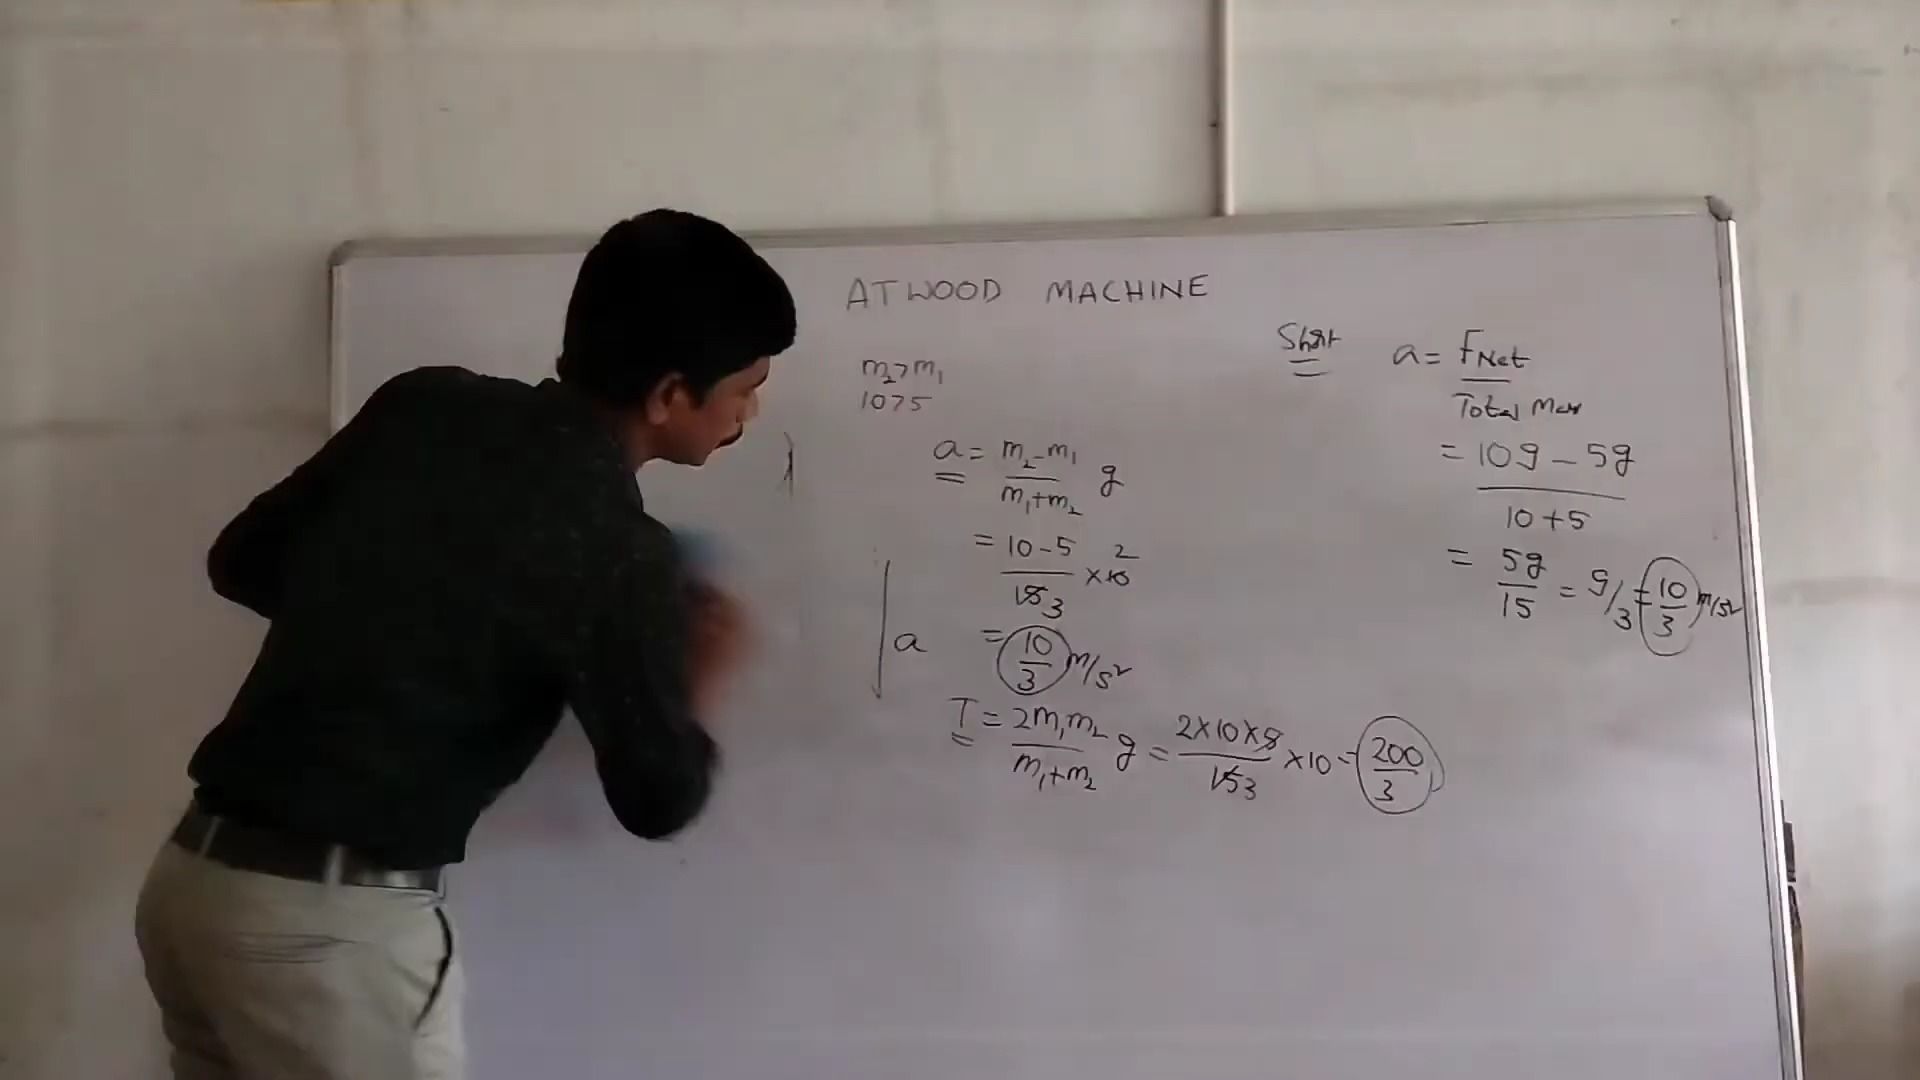 ATWOOD MACHINE
m₂>m₁
10>5
a = (m₂-m₁)/(m₁+m₂) g
= (10-5)/15 3 ×10 2
a = 10/3 m/s²
T = 2m₁m₂/(m₁+m₂) g = (2×10×5)/15 3 ×10 = 200/3
Short a = FNet/Total Mass
= (10g - 5g)/(10+5)
= 5g/15 = g/3 = 10/3 m/s²